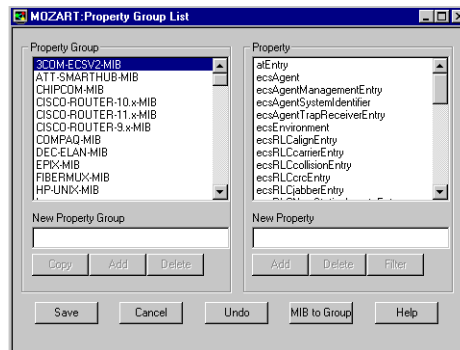 MOZART:Property Group List
Property Group
3COM-ECSV2-MIB
ATT-SMARTHUB-MIB
CHIPCOM-MIB
CISCO-ROUTER-10.x-MIB
CISCO-ROUTER-11.x-MIB
CISCO-ROUTER-9.x-MIB
COMPAQ-MIB
DEC-ELAN-MIB
EPIX-MIB
FIBERMUX-MIB
HP-UNIX-MIB
New Property Group
Copy Add Delete
Property
atEntry
ecsAgent
ecsAgentManagementEntry
ecsAgentSystemIdentifier
ecsAgentTrapReceiverEntry
ecsEnvironment
ecsRLCalignEntry
ecsRLCcarrierEntry
ecsRLCcollisionEntry
ecsRLCcrcEntry
ecsRLCjabberEntry
New Property
Add Delete Filter
Save Cancel Undo MIB to Group Help